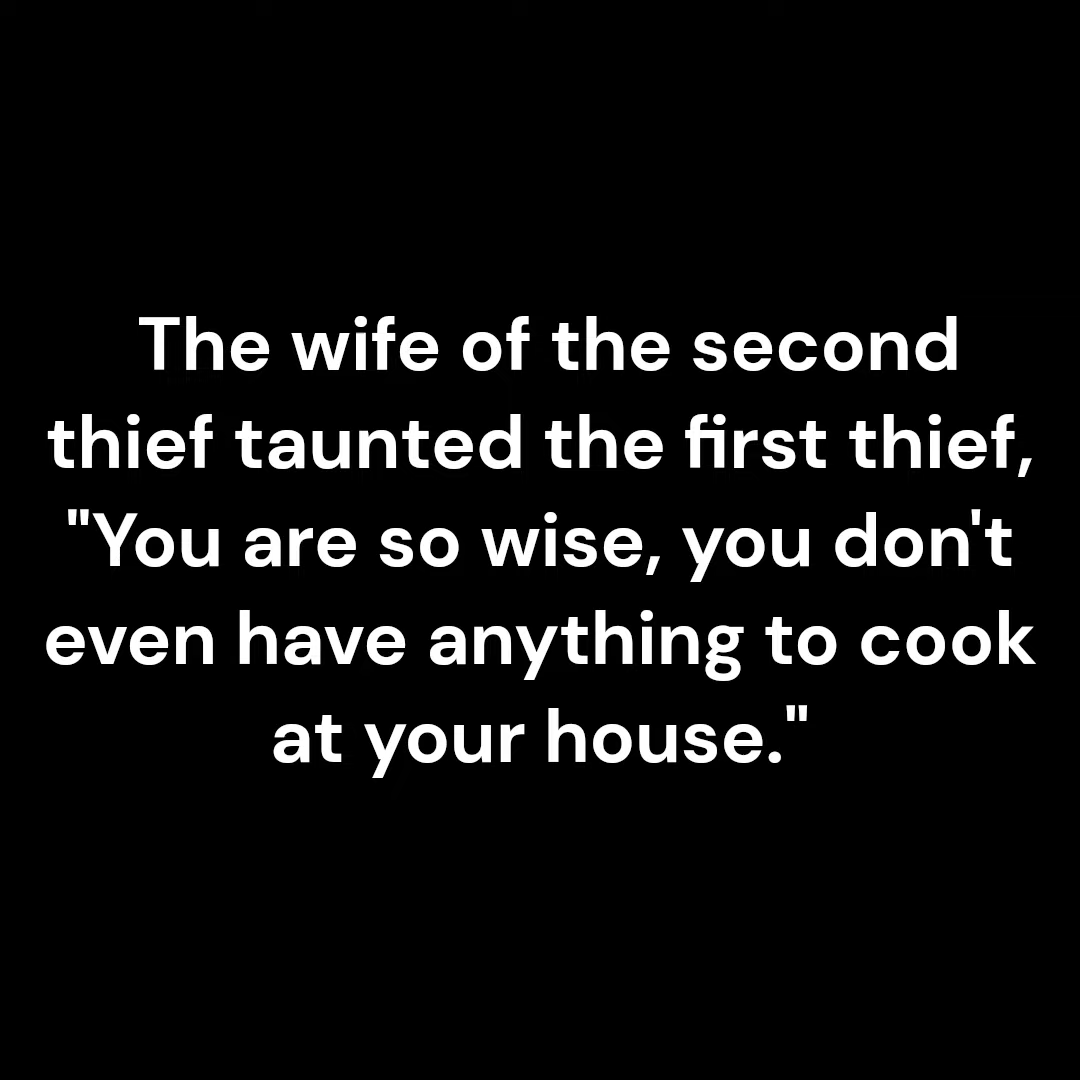 The wife of the second
thief taunted the first thief,
"You are so wise, you don't
even have anything to cook
at your house."